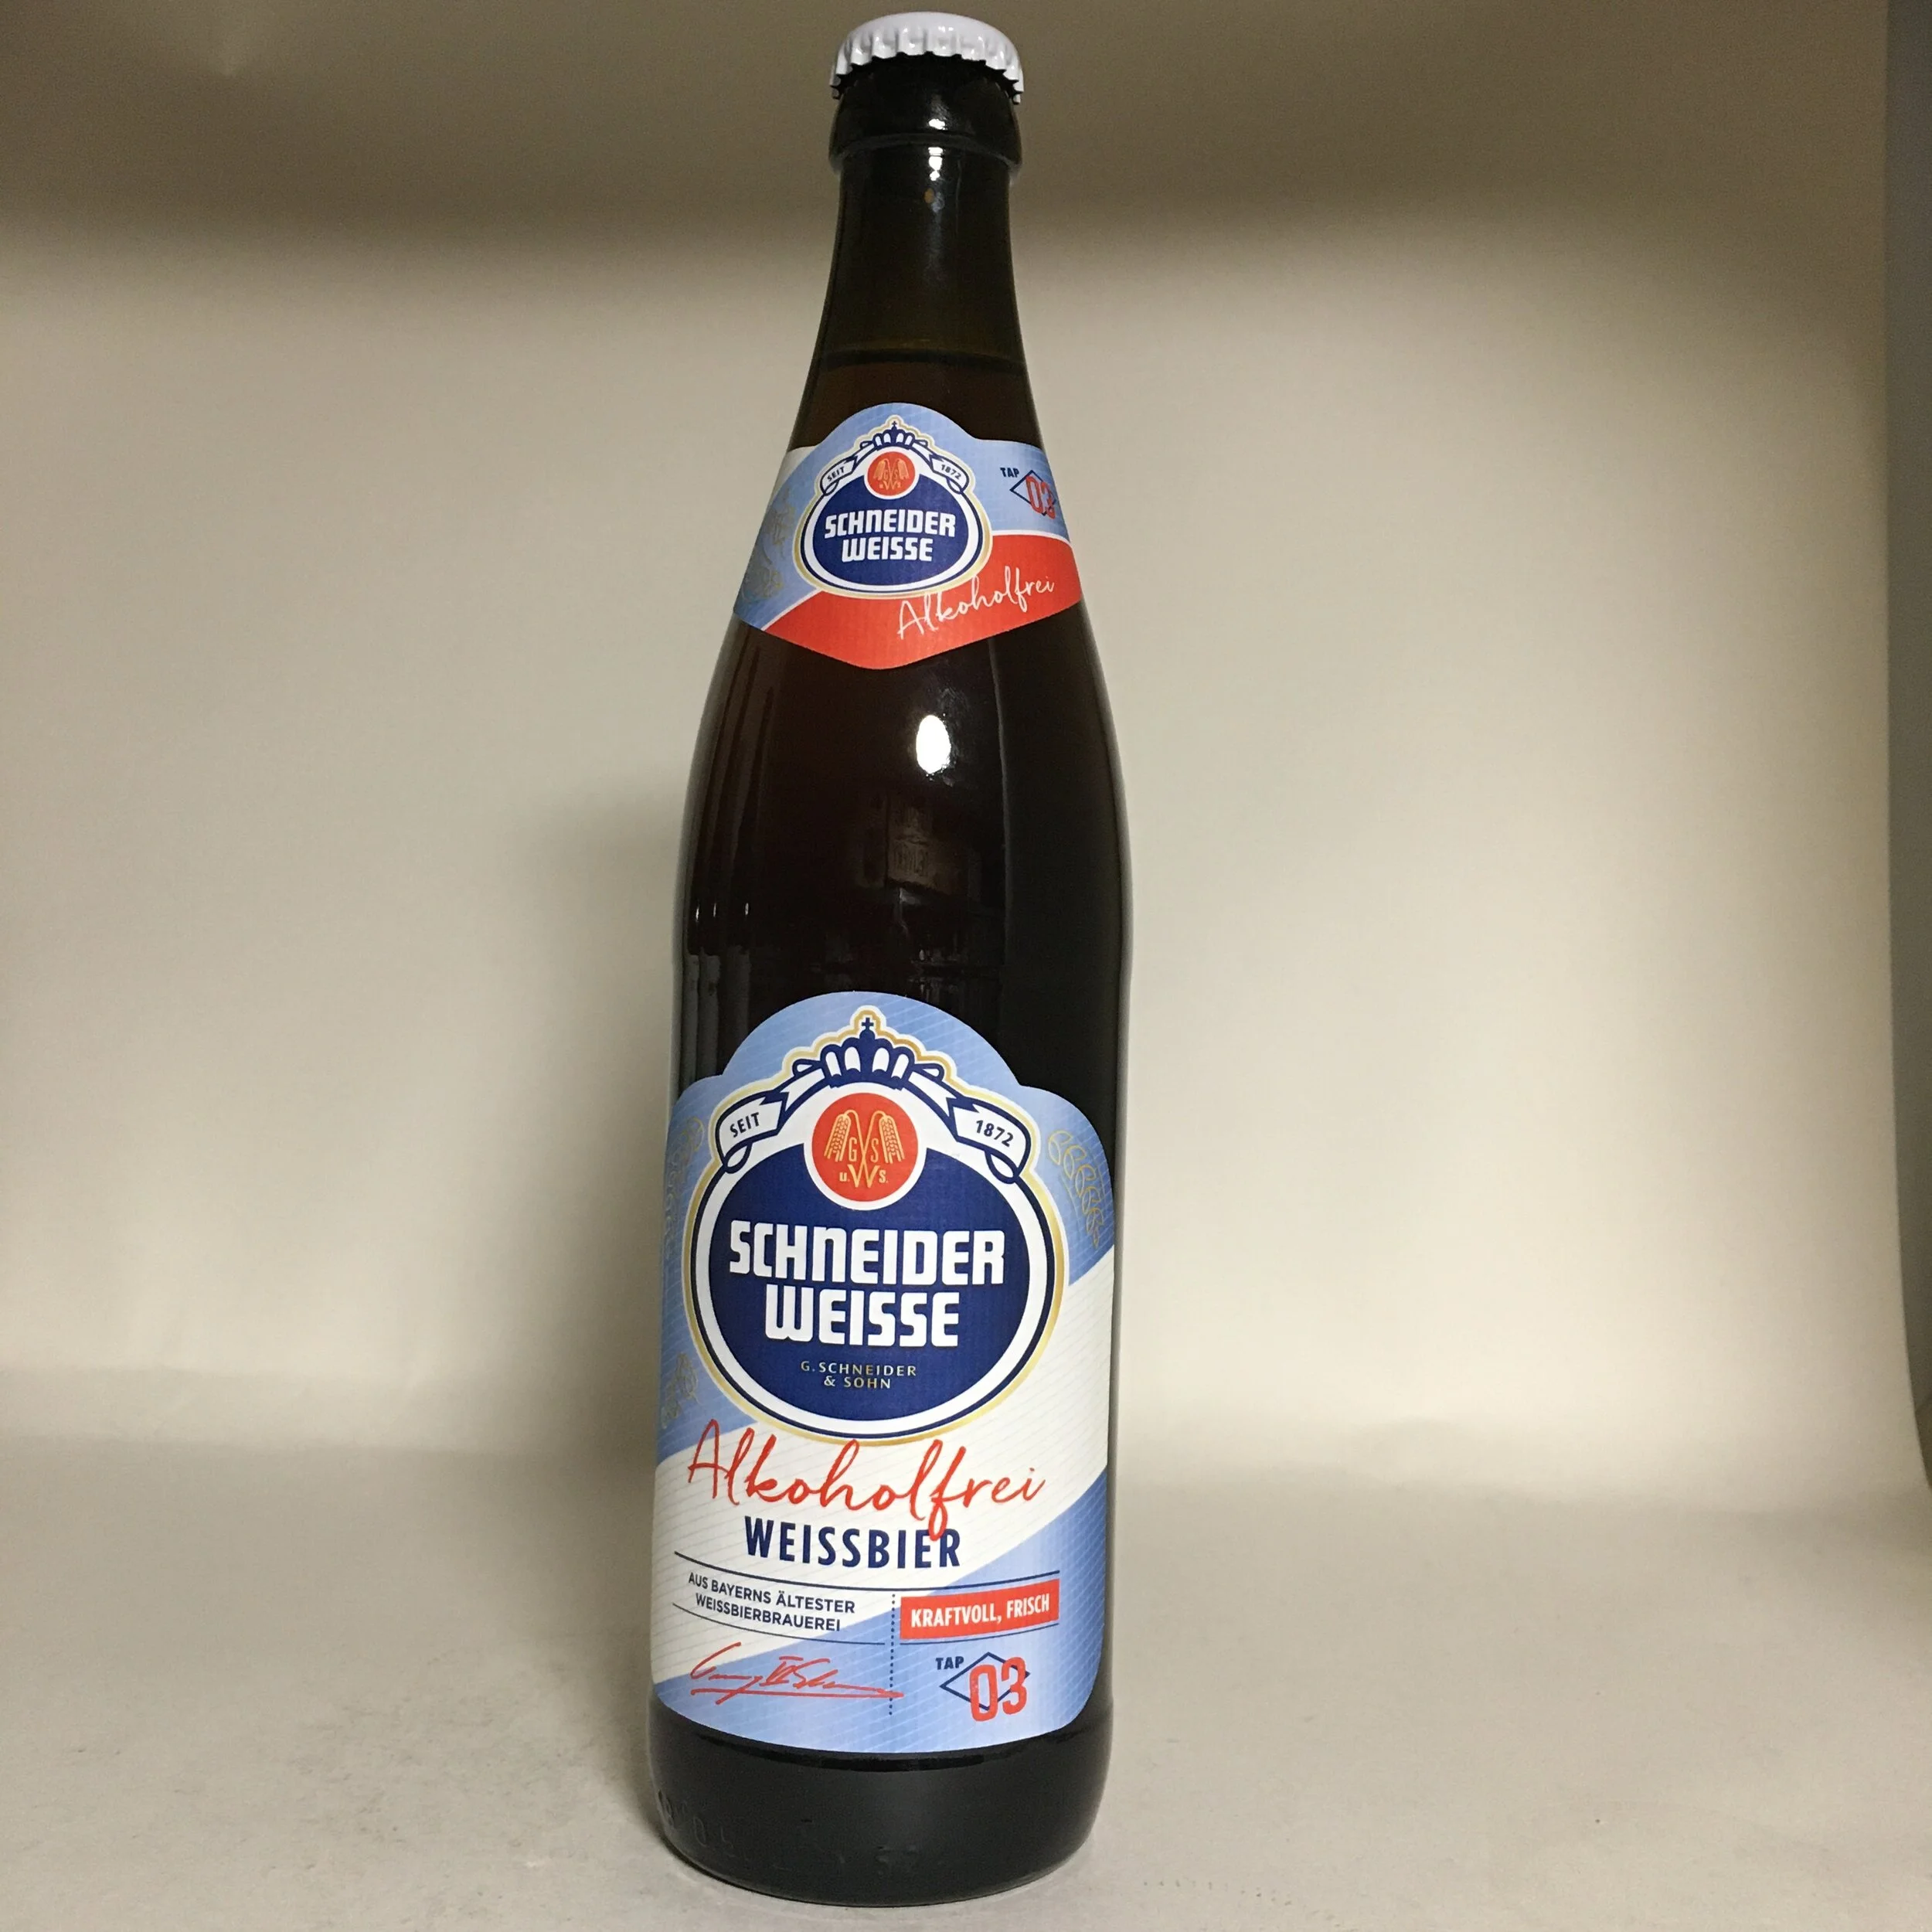 SEIT 1872
TAP 03
SCHNEIDER
WEISSE
Alkoholfrei
SEIT 1872
G S
u. W S.
SCHNEIDER
WEISSE
G. SCHNEIDER
& SOHN
Alkoholfrei
WEISSBIER
AUS BAYERNS ÄLTESTER
WEISSBIERBRAUEREI
KRAFTVOLL, FRISCH
TAP 03